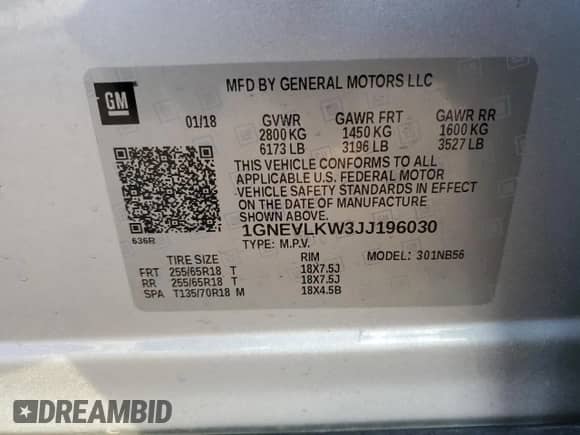 GM
MFD BY GENERAL MOTORS LLC
01/18 GVWR GAWR FRT GAWR RR
2800 KG 1450 KG 1600 KG
6173 LB 3196 LB 3527 LB
THIS VEHICLE CONFORMS TO ALL
APPLICABLE U.S. FEDERAL MOTOR
VEHICLE SAFETY STANDARDS IN EFFECT
ON THE DATE OF MANUFACTURE
SHOWN ABOVE.
1GNEVLKW3JJ196030
636R
TYPE: M.P.V. MODEL: 301NB56
TIRE SIZE RIM
FRT 255/65R18 T 18X7.5J
RR 255/65R18 T 18X7.5J
SPA T135/70R18 M 18X4.5B
DREAMBID